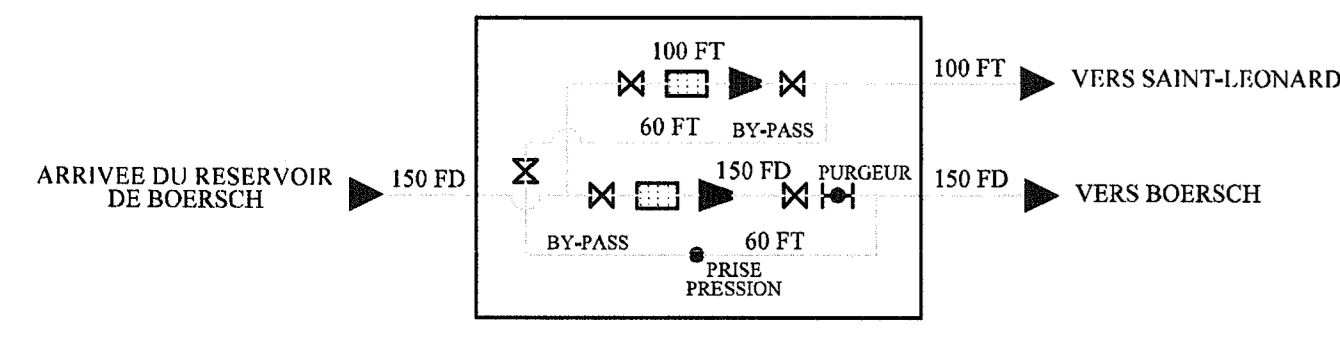 100 FT
100 FT
VERS SAINT-LEONARD
60 FT
BY-PASS
ARRIVEE DU RESERVOIR
DE BOERSCH
150 FD
150 FD
PURGEUR
150 FD
VERS BOERSCH
BY-PASS
60 FT
PRISE
PRESSION